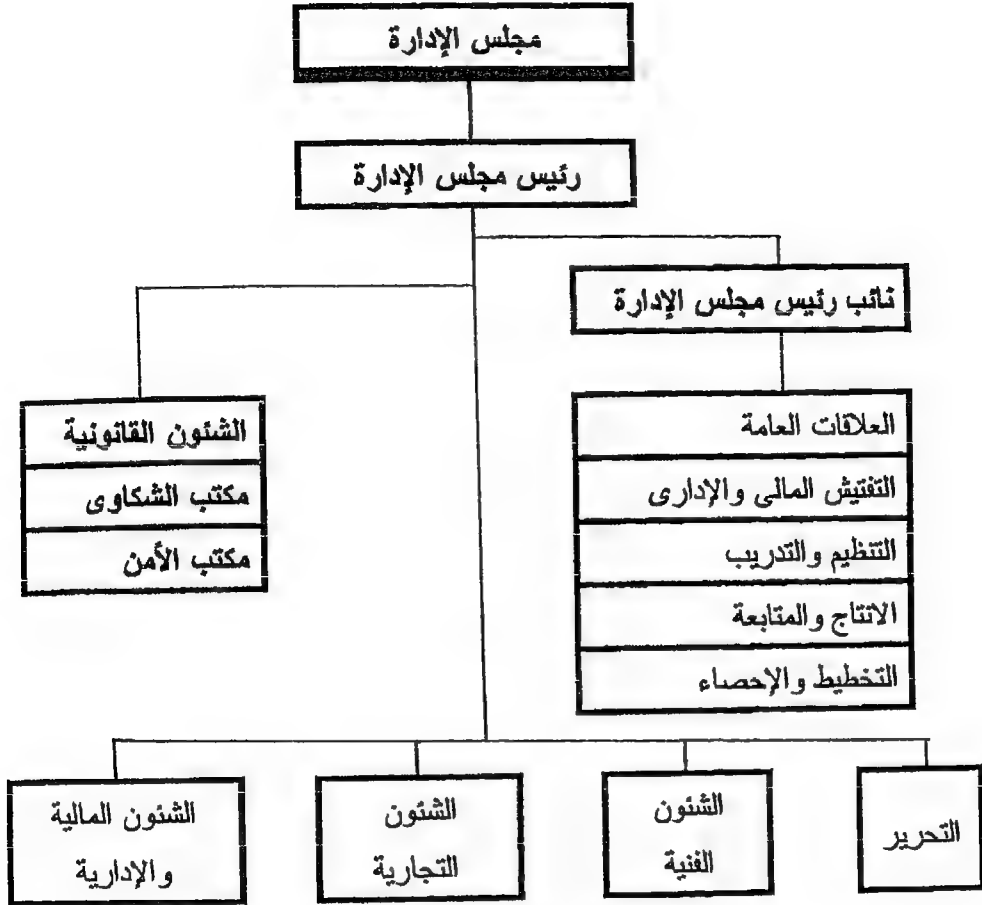 مجلس الإدارة
رئيس مجلس الإدارة
نائب رئيس مجلس الإدارة
العلاقات العامة
التفتيش المالى والإدارى
التنظيم والتدريب
الانتاج والمتابعة
التخطيط والإحصاء
الشئون القانونية
مكتب الشكاوى
مكتب الأمن
التحرير
الشئون
الفنية
الشئون
التجارية
الشئون المالية
والإدارية